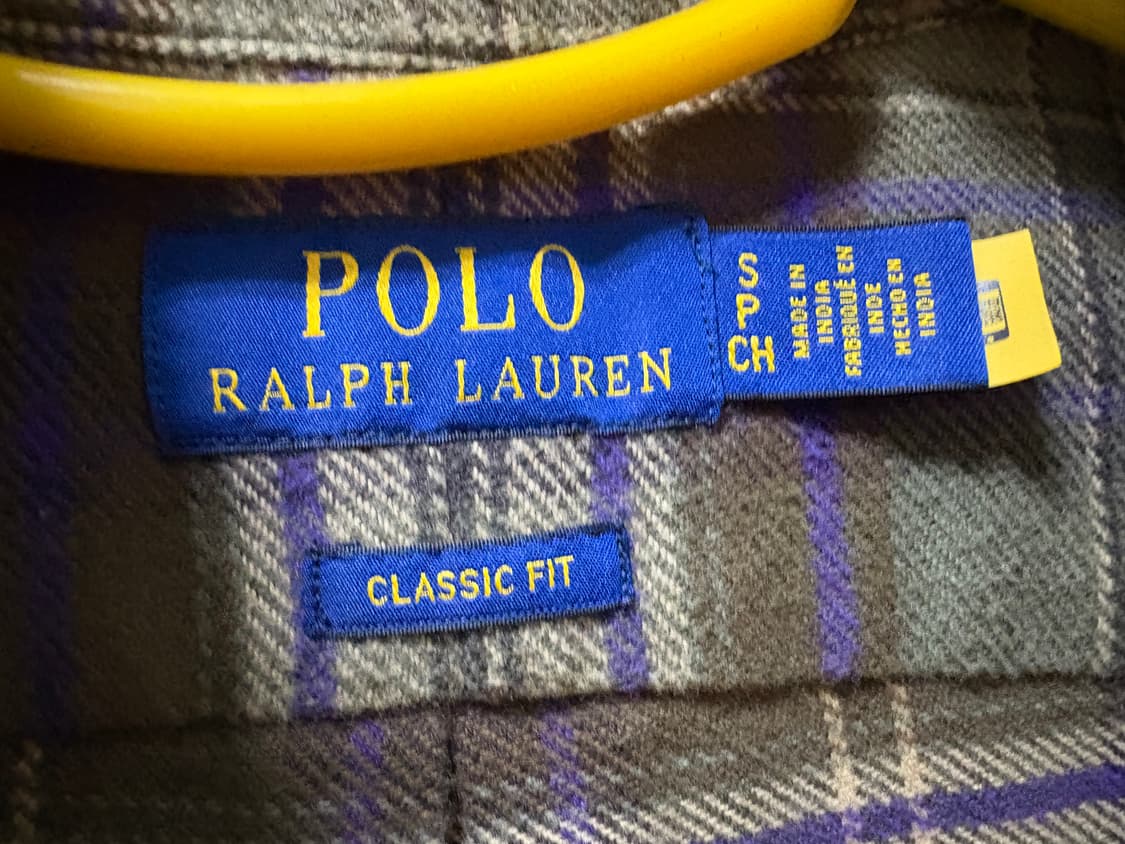 POLO
RALPH LAUREN
S
P
CH
MADE IN
INDIA
FABRIQUÉ EN
INDE
HECHO EN
INDIA
CLASSIC FIT